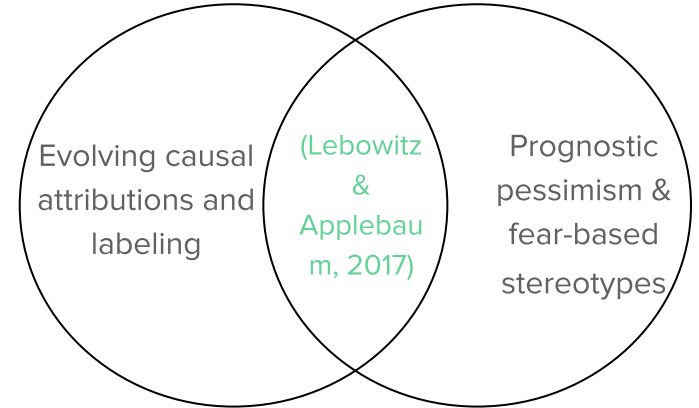 Evolving causal
attributions and
labeling
(Lebowitz
&
Applebau
m, 2017)
Prognostic
pessimism &
fear-based
stereotypes